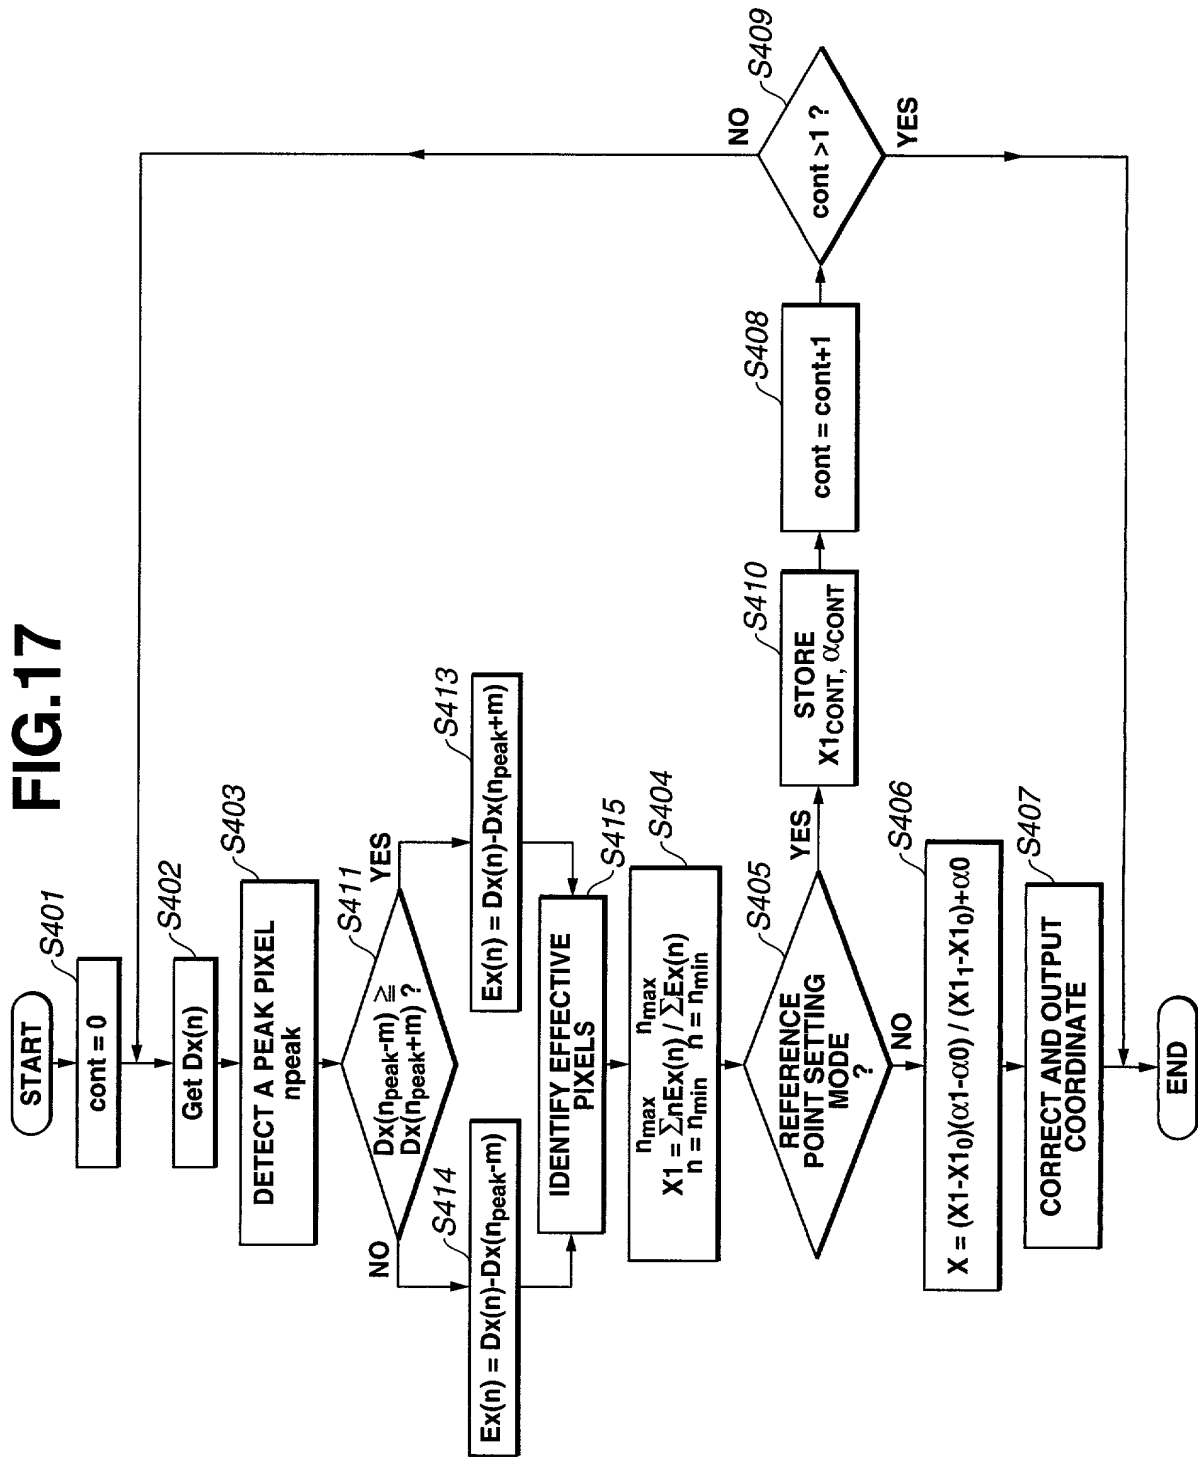 FIG.17
START
S401
cont = 0
S402
Get Dx(n)
S403
DETECT A PEAK PIXEL
npeak
S411
Dx(npeak-m) ≧
Dx(npeak+m) ?
YES
NO
S413
Ex(n) = Dx(n)-Dx(npeak+m)
S414
Ex(n) = Dx(n)-Dx(npeak-m)
S415
IDENTIFY EFFECTIVE
PIXELS
S404
nmax nmax
X1 = ΣnEx(n) / ΣEx(n)
n = nmin n = nmin
S405
REFERENCE
POINT SETTING
MODE
?
YES
NO
S410
STORE
X1CONT, αCONT
S408
cont = cont+1
S409
cont >1 ?
NO
YES
S406
X = (X1-X10)(α1-α0) / (X11-X10)+α0
S407
CORRECT AND OUTPUT
COORDINATE
END